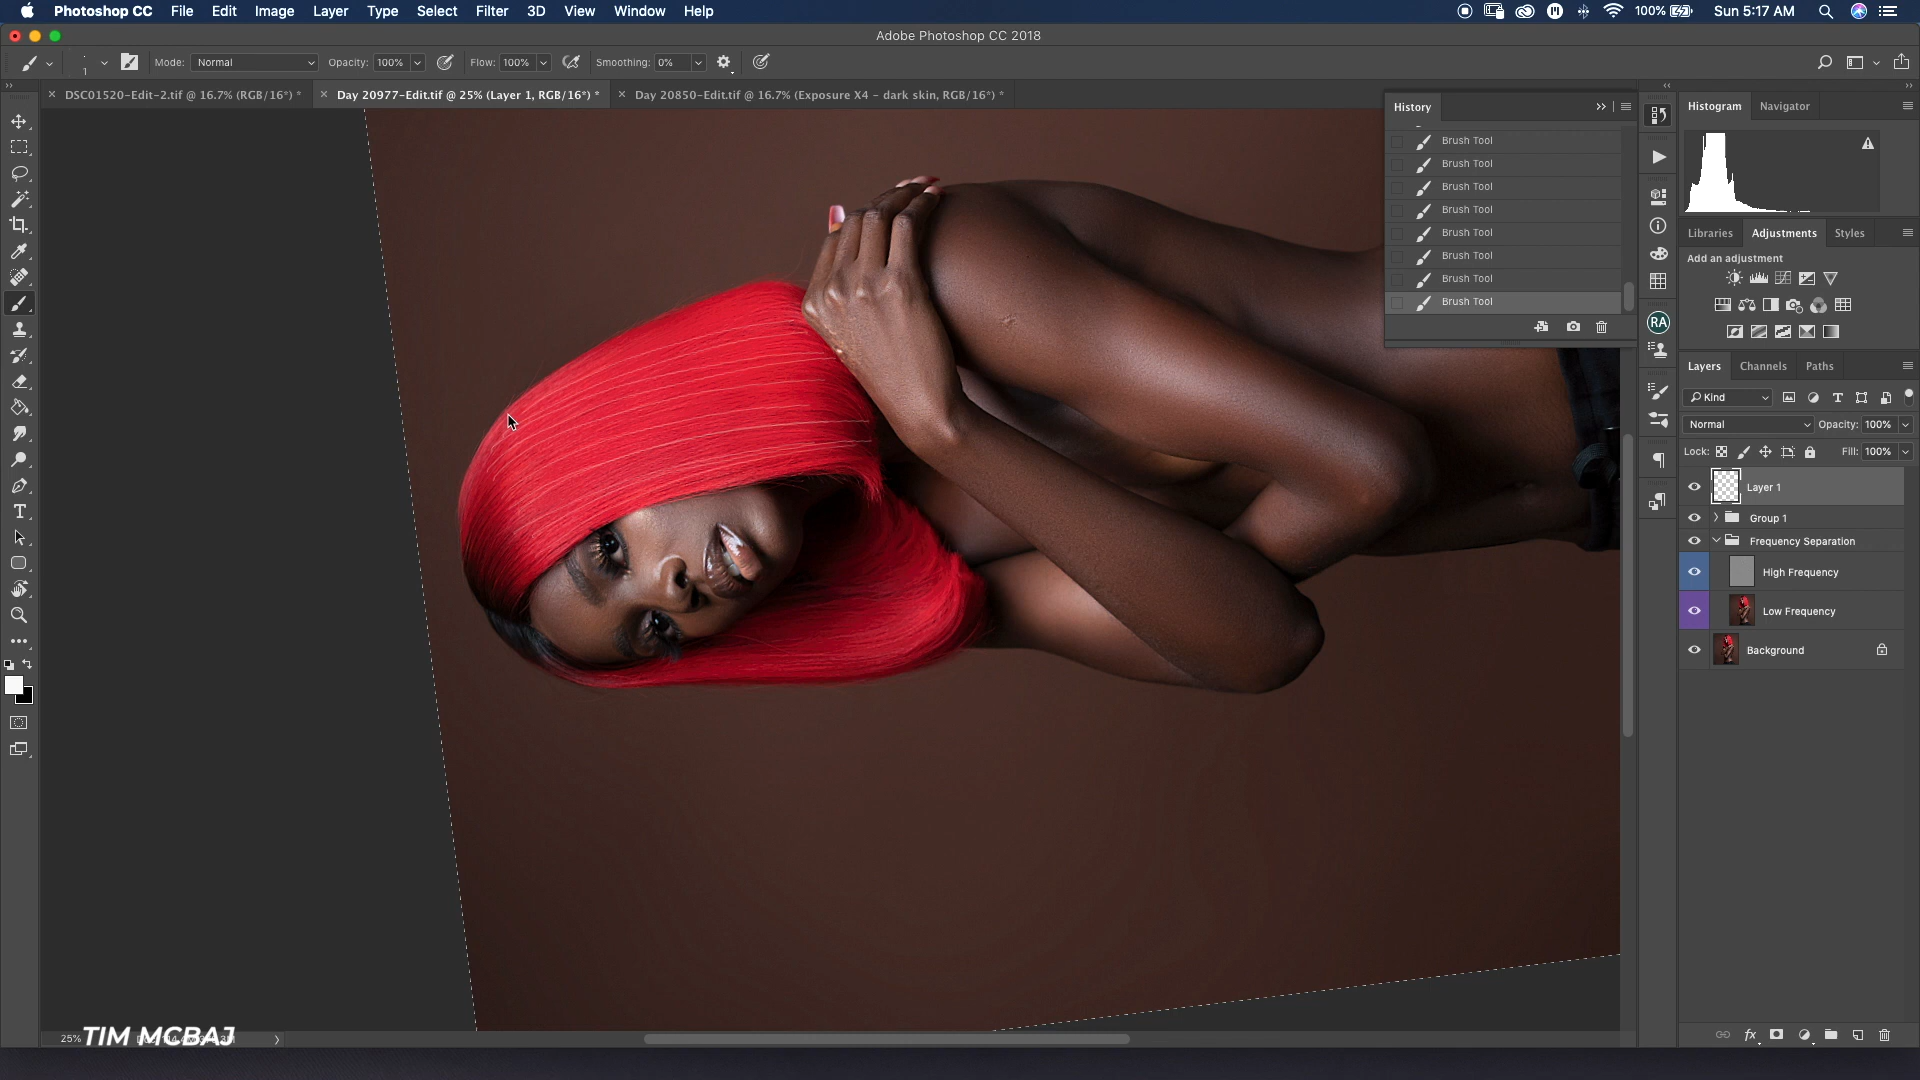 Photoshop CC File Edit Image Layer Type Select Filter 3D View Window Help 100% Sun 5:17 AM
Adobe Photoshop CC 2018
1 Mode: Normal Opacity: 100% Flow: 100% Smoothing: 0%
DSC01520-Edit-2.tif @ 16.7% (RGB/16*) * Day 20977-Edit.tif @ 25% (Layer 1, RGB/16*) * Day 20850-Edit.tif @ 16.7% (Exposure X4 - dark skin, RGB/16*) *
History
Brush Tool
Brush Tool
Brush Tool
Brush Tool
Brush Tool
Brush Tool
Brush Tool
Brush Tool
Histogram Navigator
Libraries Adjustments Styles
Add an adjustment
RA
Layers Channels Paths
Kind
Normal Opacity: 100%
Lock: Fill: 100%
Layer 1
Group 1
Frequency Separation
High Frequency
Low Frequency
Background
fx
25% TIM MCBAJ